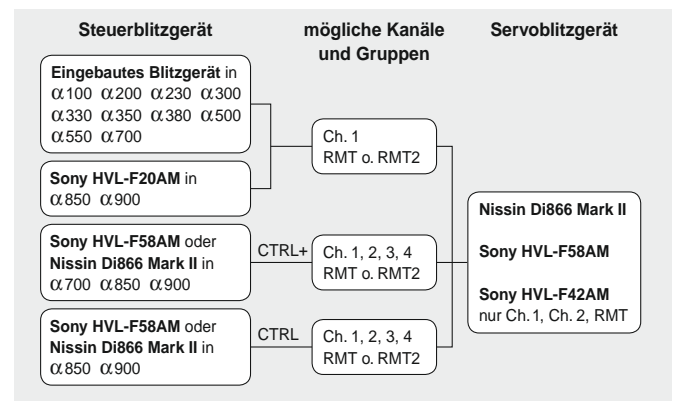 Steuerblitzgerät
mögliche Kanäle
und Gruppen
Servoblitzgerät
Eingebautes Blitzgerät in
α100 α200 α230 α300
α330 α350 α380 α500
α550 α700
Sony HVL-F20AM in
α850 α900
Ch. 1
RMT o. RMT2
Sony HVL-F58AM oder
Nissin Di866 Mark II in
α700 α850 α900
CTRL+
Ch. 1, 2, 3, 4
RMT o. RMT2
Sony HVL-F58AM oder
Nissin Di866 Mark II in
α850 α900
CTRL
Ch. 1, 2, 3, 4
RMT o. RMT2
Nissin Di866 Mark II
Sony HVL-F58AM
Sony HVL-F42AM
nur Ch. 1, Ch. 2, RMT